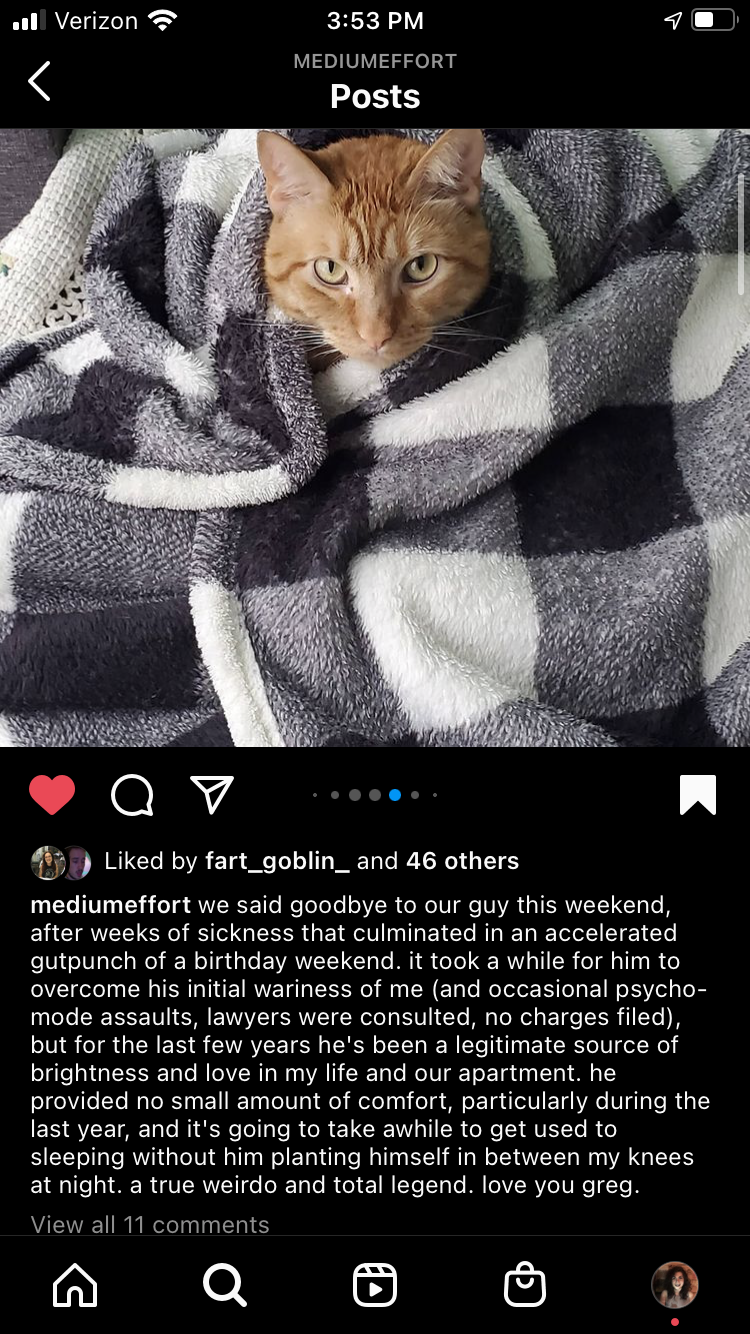 Verizon 3:53 PM
MEDIUMEFFORT
Posts
Liked by fart_goblin_ and 46 others
mediumeffort we said goodbye to our guy this weekend,
after weeks of sickness that culminated in an accelerated
gutpunch of a birthday weekend. it took a while for him to
overcome his initial wariness of me (and occasional psycho-
mode assaults, lawyers were consulted, no charges filed),
but for the last few years he's been a legitimate source of
brightness and love in my life and our apartment. he
provided no small amount of comfort, particularly during the
last year, and it's going to take awhile to get used to
sleeping without him planting himself in between my knees
at night. a true weirdo and total legend. love you greg.
View all 11 comments